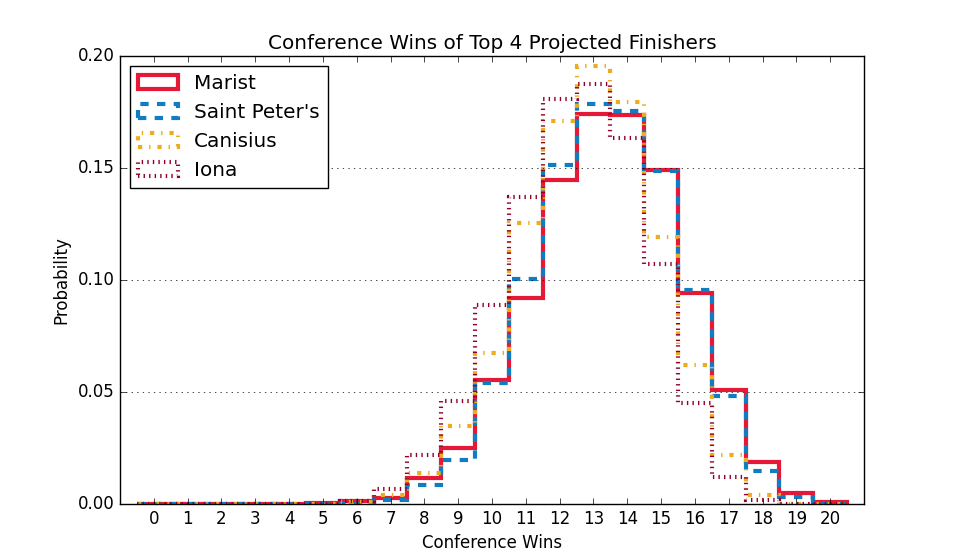 Conference Wins of Top 4 Projected Finishers
0.20
Marist
Saint Peter's
Canisius
Iona
0.15
0.10
0.05
0.00
Probability
0 1 2 3 4 5 6 7 8 9 10 11 12 13 14 15 16 17 18 19 20
Conference Wins